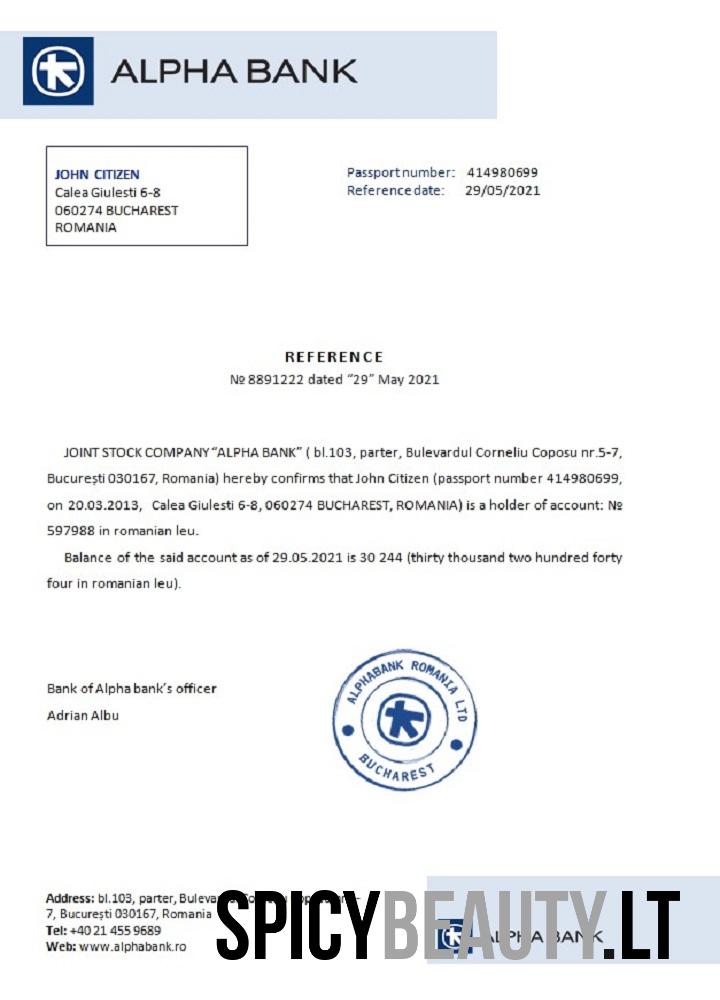 ALPHA BANK
JOHN CITIZEN
Calea Giulesti 6-8
060274 BUCHAREST
ROMANIA
Passport number: 414980699
Reference date: 29/05/2021
REFERENCE
№ 8891222 dated “29” May 2021
JOINT STOCK COMPANY “ALPHA BANK” ( bl.103, parter, Bulevardul Corneliu Coposu nr.5-7,
București 030167, Romania) hereby confirms that John Citizen (passport number 414980699,
on 20.03.2013, Calea Giulesti 6-8, 060274 BUCHAREST, ROMANIA) is a holder of account: №
597988 in romanian leu.
Balance of the said account as of 29.05.2021 is 30 244 (thirty thousand two hundred forty
four in romanian leu).
Bank of Alpha bank’s officer
Adrian Albu
ALPHABANK ROMANIA LTD
BUCHAREST
Address: bl.103, parter,
7, București 030167, Romania
Tel: +40 21 455 9689
Web: www.alphabank.ro
SPICYBEAUTY.LT
ALPHA BANK